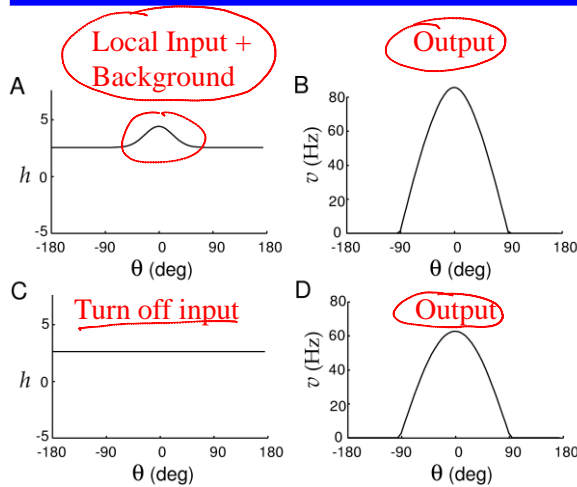 Local Input +
Background
Output
A
5
0
-5
h
-180 -90 0 90 180
θ (deg)
B
80
60
40
20
0
v (Hz)
-180 -90 0 90 180
θ (deg)
C
Turn off input
5
0
-5
h
-180 -90 0 90 180
θ (deg)
D
Output
80
60
40
20
0
v (Hz)
-180 -90 0 90 180
θ (deg)